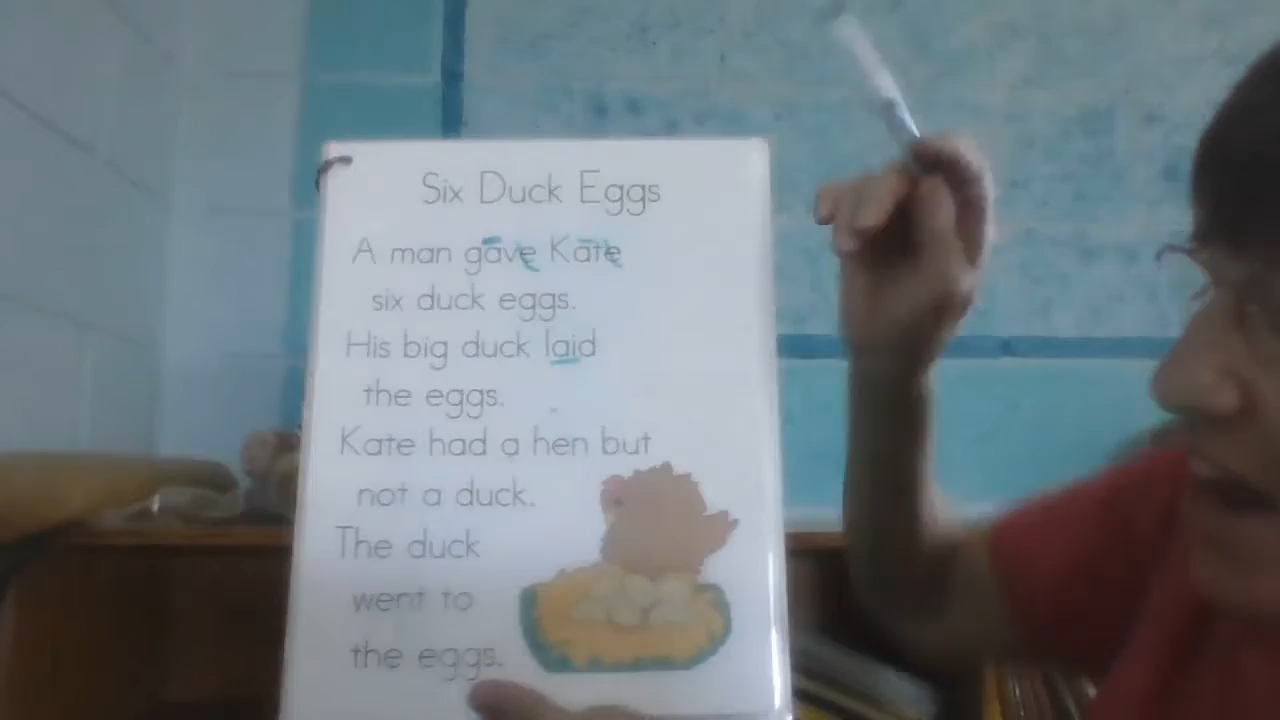 Six Duck Eggs
A man gave Kate
six duck eggs.
His big duck laid
the eggs.
Kate had a hen but
not a duck.
The duck
went to
the eggs.